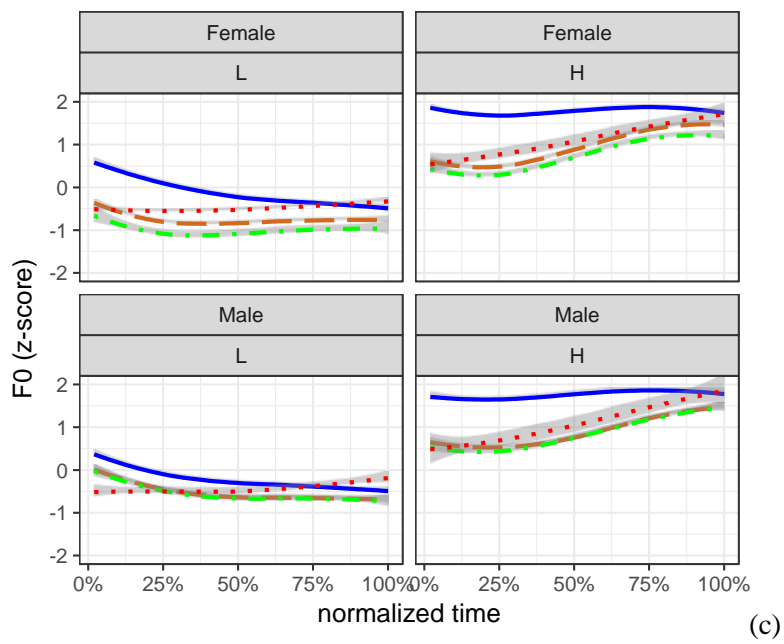 Female Female
L H
2
1
0
-1
-2
Male Male
L H
2
1
0
-1
-2
F0 (z-score)
0% 25% 50% 75% 100% 0% 25% 50% 75% 100%
normalized time
(c)